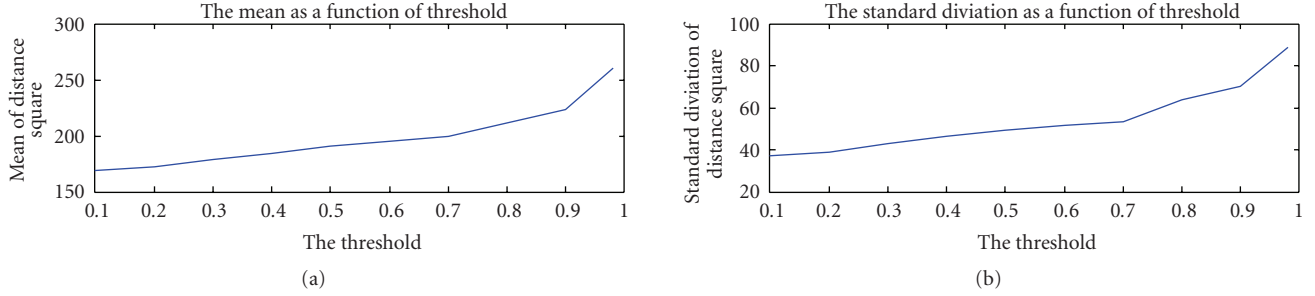 The mean as a function of threshold
Mean of distance
square
300
250
200
150
0.1 0.2 0.3 0.4 0.5 0.6 0.7 0.8 0.9 1
The threshold
(a)
The standard diviation as a function of threshold
Standard diviation of
distance square
100
80
60
40
20
0.1 0.2 0.3 0.4 0.5 0.6 0.7 0.8 0.9 1
The threshold
(b)